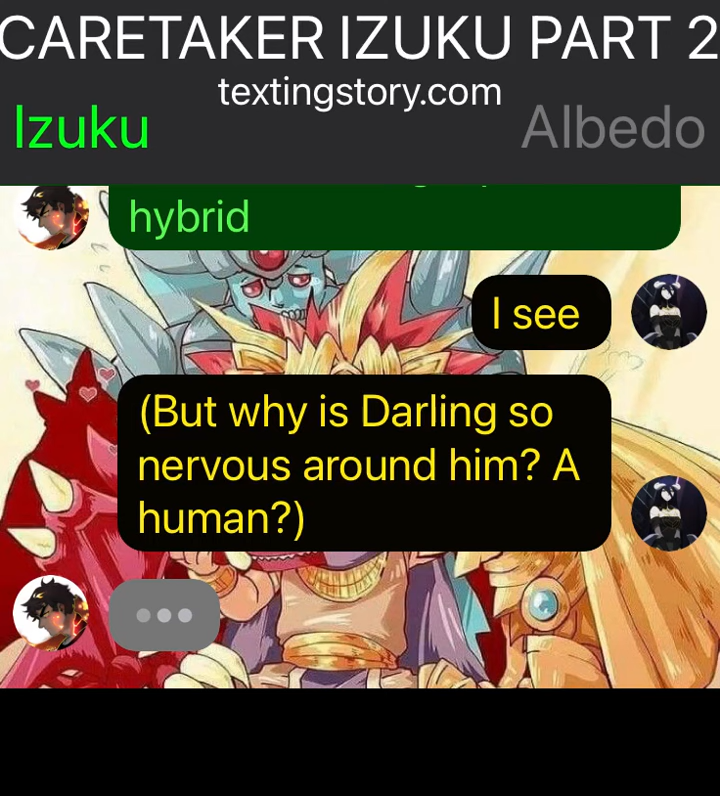 CARETAKER IZUKU PART 2
textingstory.com
Izuku
Albedo
hybrid
I see
(But why is Darling so
nervous around him? A
human?)